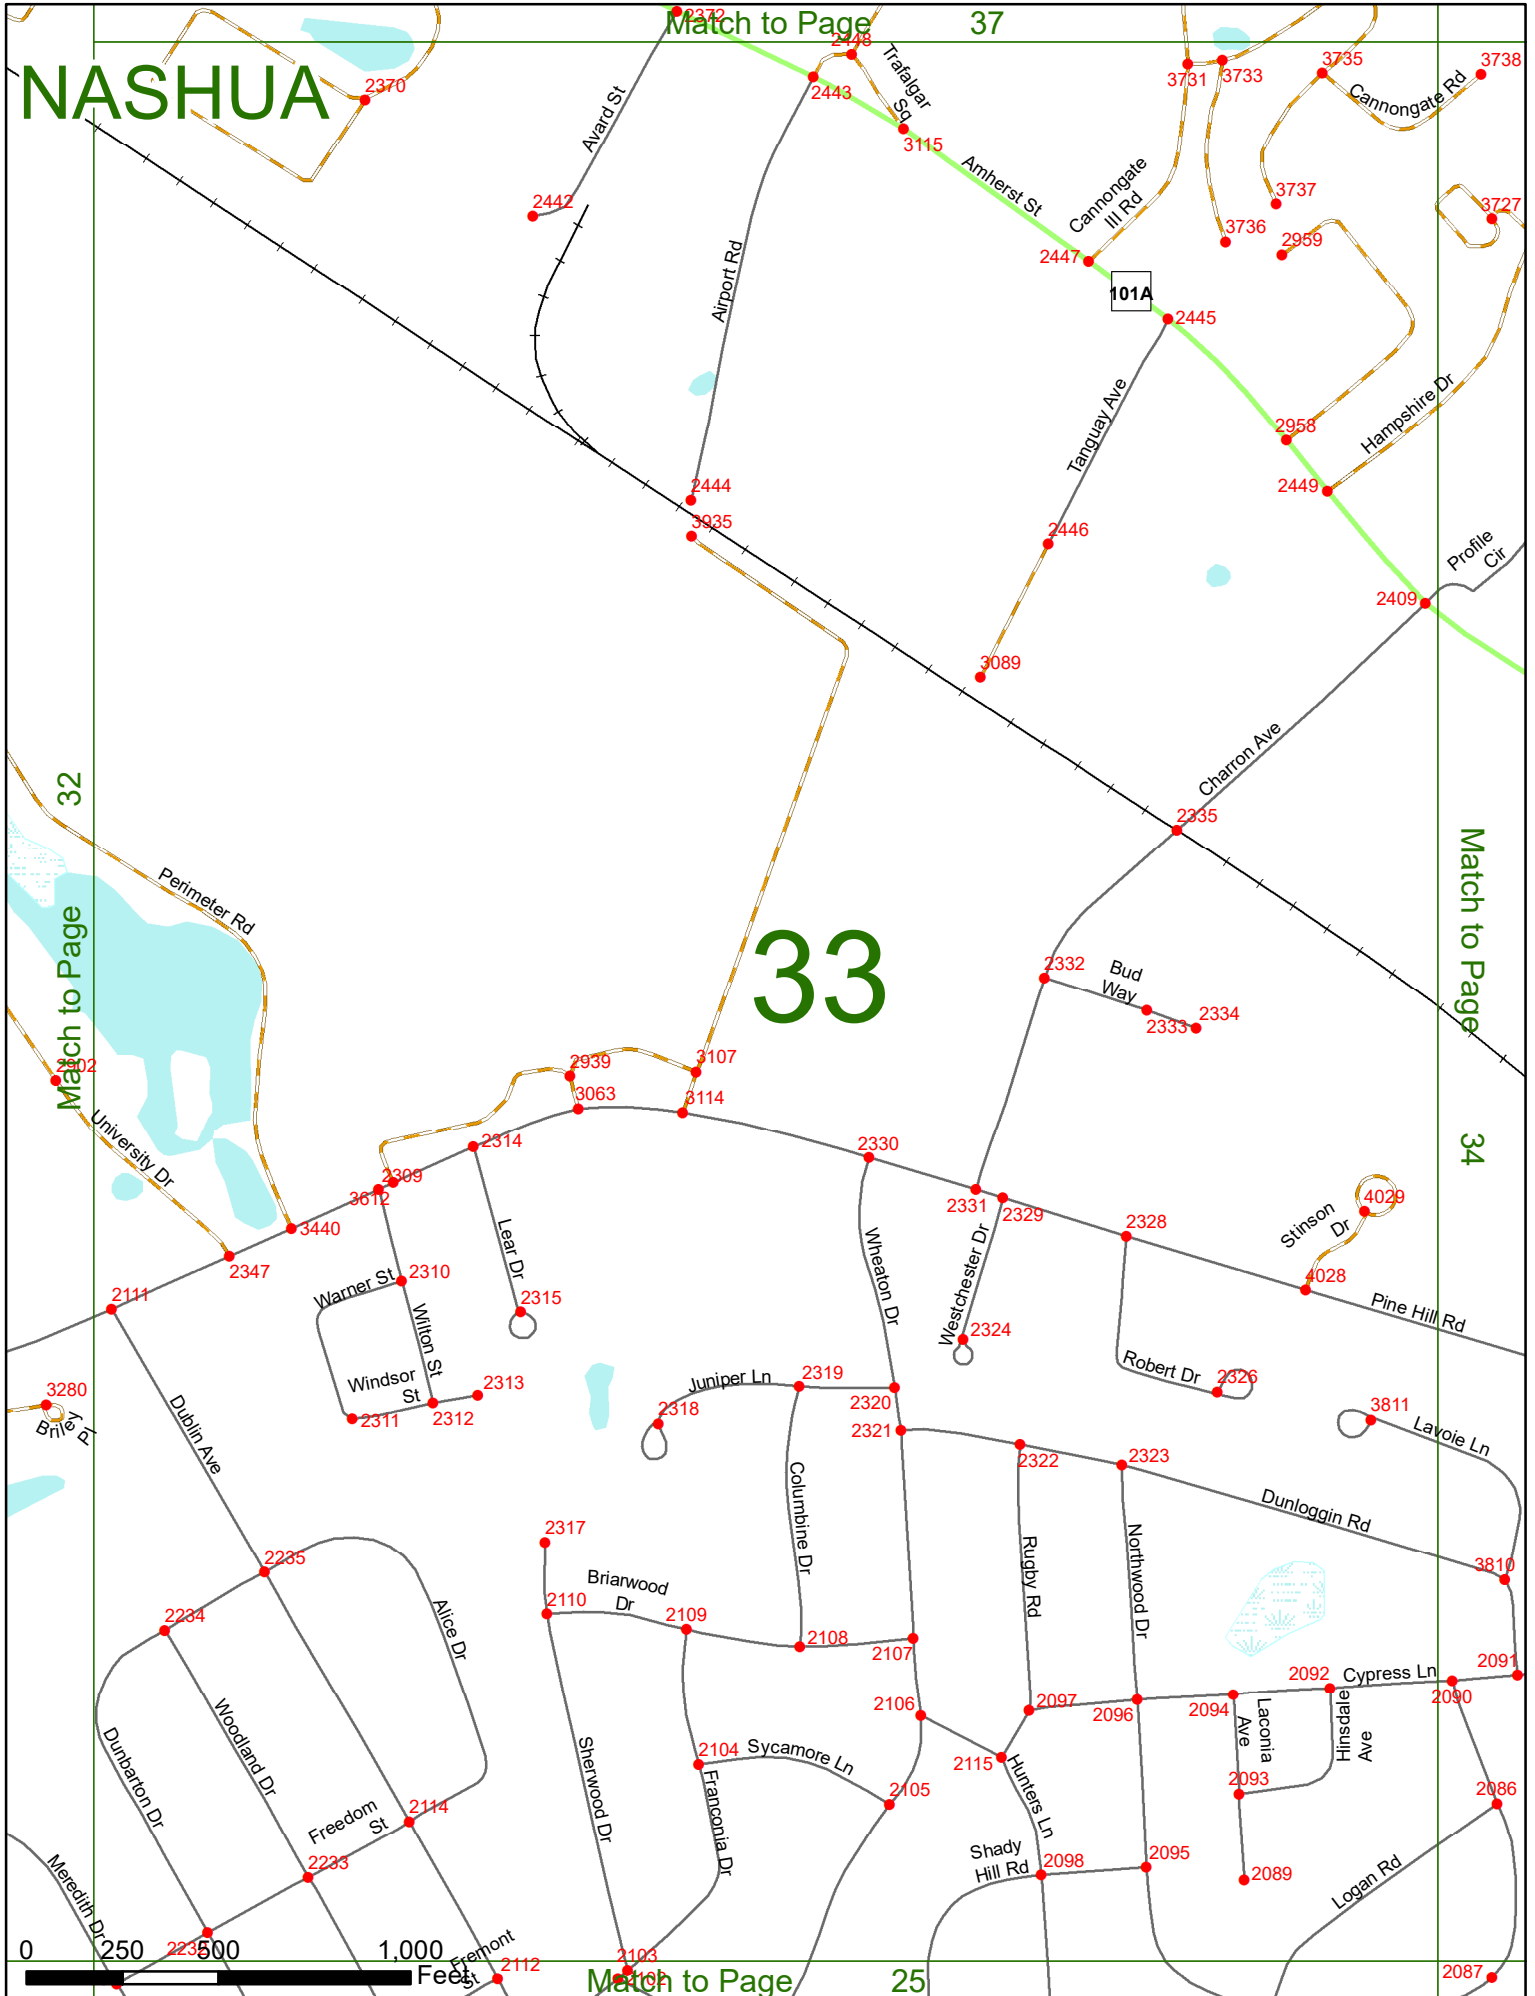 2372
Match to Page
37
NASHUA
2370
2448
Trafalgar
Sq
2443
3115
3731
3733
3735
3738
Cannongate Rd
Avard St
2442
Amherst St
Cannongate
III Rd
3737
3727
3736
2959
2447
101A
2445
Airport Rd
Tanguay Ave
Hampshire Dr
2958
2449
2444
3935
2446
Profile
Cir
2409
3089
Charron Ave
32
Match to Page
2335
Match to Page
34
Perimeter Rd
33
2332
Bud
Way
2333
2334
2902
2939
3107
3063
3114
University Dr
2314
2330
2309
3612
2331
2329
4029
Stinson
Dr
3440
2347
2328
Lear Dr
Wheaton Dr
Westchester Dr
2310
Warner St
2111
2315
4028
Pine Hill Rd
Wilton St
2324
Windsor
St
2313
Juniper Ln
2319
Robert Dr
2326
3280
Briley
Pl
2311
2312
2318
2320
3811
Lavoie Ln
Dublin Ave
2321
2322
2323
Columbine Dr
Dunloggin Rd
2317
Rugby Rd
Northwood Dr
2235
3810
Briarwood
Dr
2110
2234
2109
Alice Dr
2108
2107
2091
2092
Cypress Ln
2090
2106
2097
2096
2094
Laconia
Ave
Hinsdale
Ave
Woodland Dr
Dunbarton Dr
Sherwood Dr
2104
Sycamore Ln
2115
Hunters Ln
2105
2093
2086
Franconia Dr
2114
Freedom
St
Shady
Hill Rd
2098
2095
2233
2089
Logan Rd
Meredith Dr
2232
0
250
500
1,000
Feet
Fremont
St
2112
2103
2102
Match to Page
25
2087